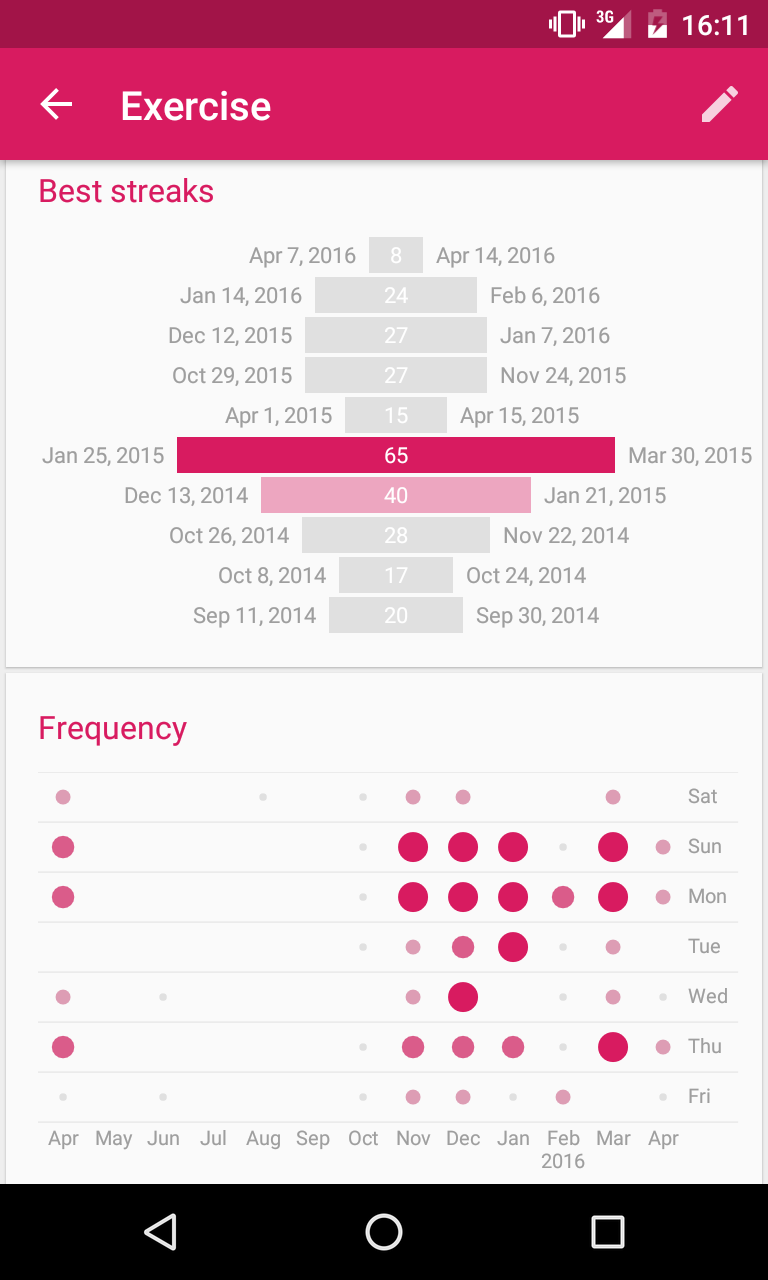 3G 16:11
Exercise
Best streaks
Apr 7, 2016 8 Apr 14, 2016
Jan 14, 2016 24 Feb 6, 2016
Dec 12, 2015 27 Jan 7, 2016
Oct 29, 2015 27 Nov 24, 2015
Apr 1, 2015 15 Apr 15, 2015
Jan 25, 2015 65 Mar 30, 2015
Dec 13, 2014 40 Jan 21, 2015
Oct 26, 2014 28 Nov 22, 2014
Oct 8, 2014 17 Oct 24, 2014
Sep 11, 2014 20 Sep 30, 2014
Frequency
Sat
Sun
Mon
Tue
Wed
Thu
Fri
Apr May Jun Jul Aug Sep Oct Nov Dec Jan Feb Mar Apr
2016